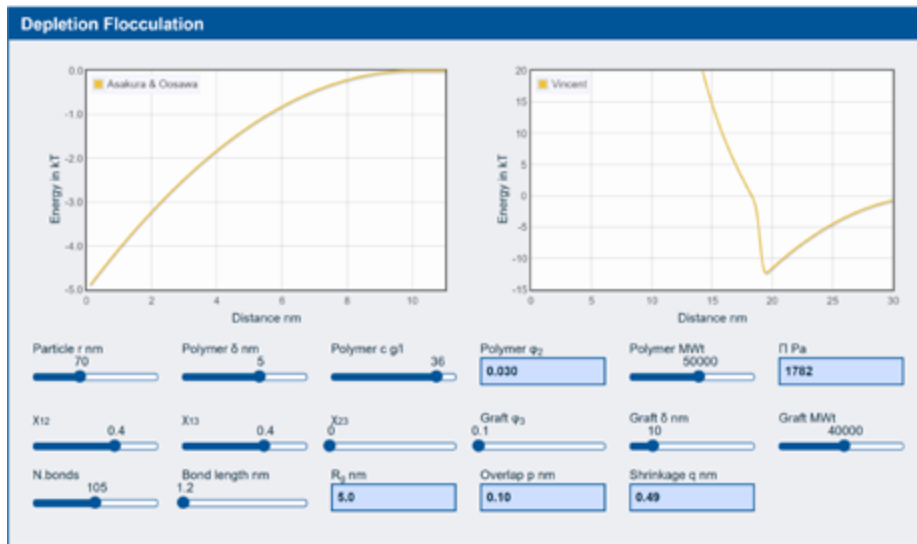 Depletion Flocculation
Asakura & Oosawa
0.0
-1.0
-2.0
-3.0
-4.0
-5.0
Energy in kT
0 2 4 6 8 10
Distance nm
Vincent
20
15
10
5
0
-5
-10
-15
Energy in kT
0 5 10 15 20 25 30
Distance nm
Particle r nm
70
Polymer δ nm
5
Polymer c g/l
36
Polymer φ₂
0.030
Polymer MWt
50000
Π Pa
1782
X₁₂
0.4
X₁₃
0.4
X₂₃
0
Graft φ₃
0.1
Graft δ nm
10
Graft MWt
40000
N.bonds
105
Bond length nm
1.2
Rg nm
5.0
Overlap p nm
0.10
Shrinkage q nm
0.49